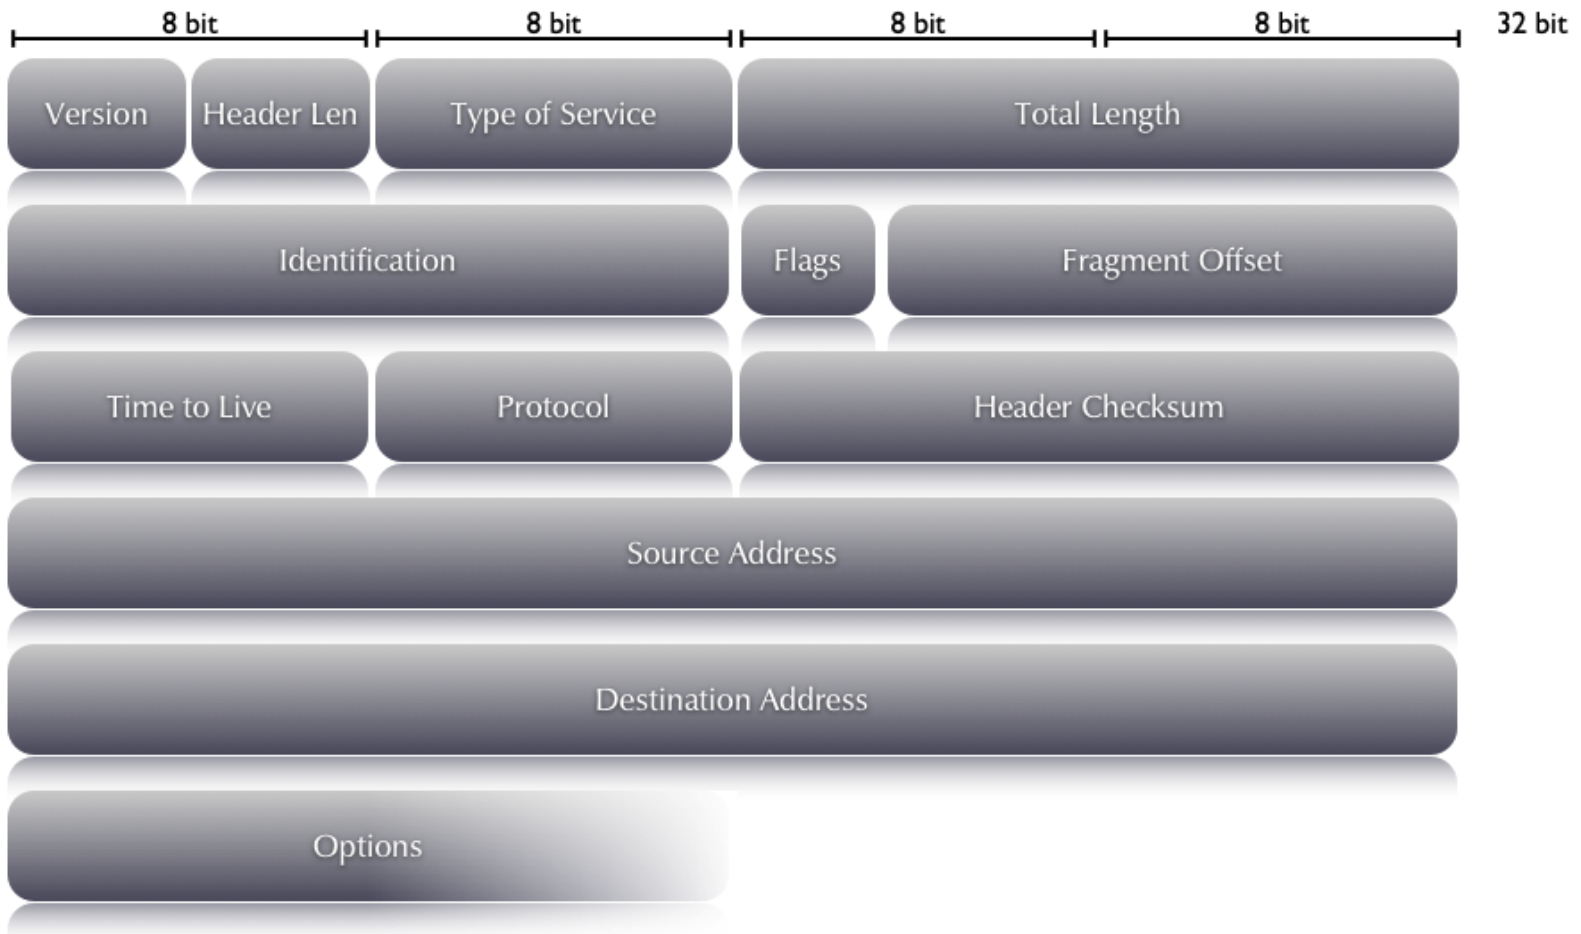 8 bit 8 bit 8 bit 8 bit 32 bit
Version Header Len Type of Service Total Length
Identification Flags Fragment Offset
Time to Live Protocol Header Checksum
Source Address
Destination Address
Options